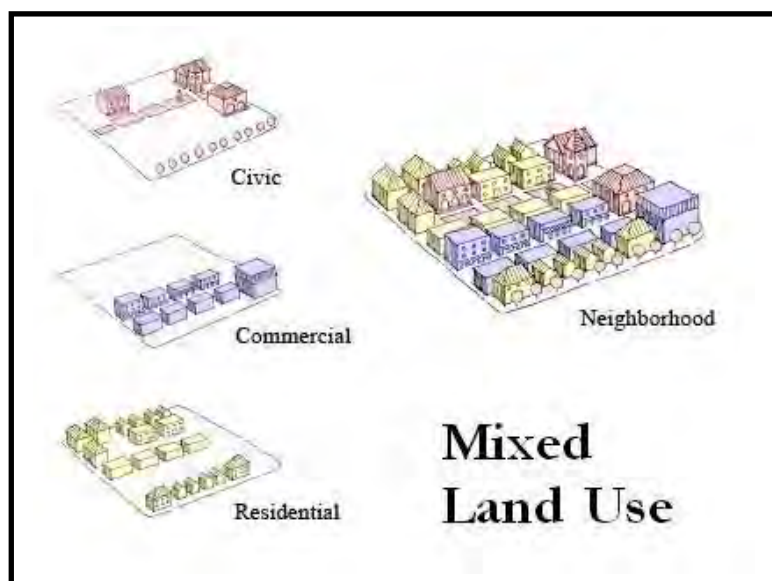 Civic
Commercial
Residential
Neighborhood
Mixed
Land Use